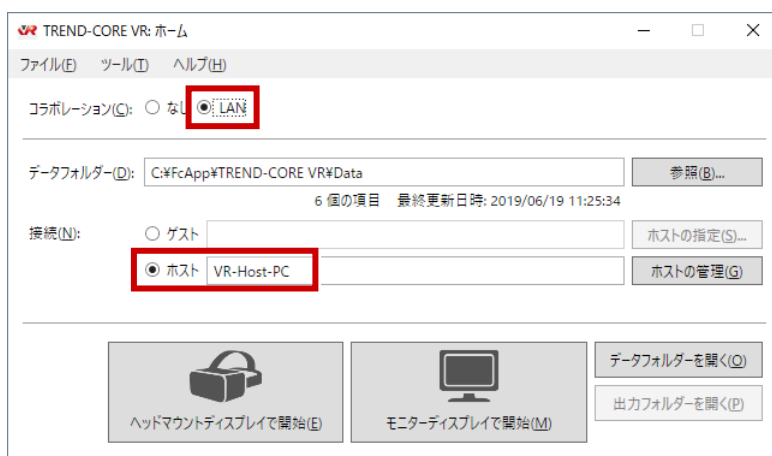 VR TREND-CORE VR: ホーム
ファイル(F) ツール(T) ヘルプ(H)
コラボレーション(C): なし LAN
データフォルダー(D): C:¥FcApp¥TREND-CORE VR¥Data 参照(B)...
6 個の項目 最終更新日時: 2019/06/19 11:25:34
接続(N): ゲスト ホストの指定(S)...
ホスト VR-Host-PC ホストの管理(G)
ヘッドマウントディスプレイで開始(E) モニターディスプレイで開始(M) データフォルダーを開く(O)
出力フォルダーを開く(P)